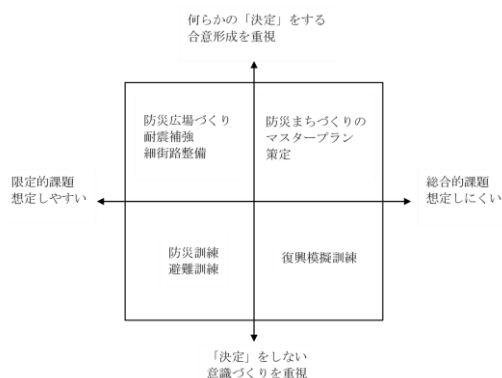 何らかの「決定」をする
合意形成を重視
防災広場づくり
耐震補強
細街路整備
防災まちづくりの
マスタープラン
策定
限定的課題
想定しやすい
総合的課題
想定しにくい
防災訓練
避難訓練
復興模擬訓練
「決定」をしない
意識づくりを重視